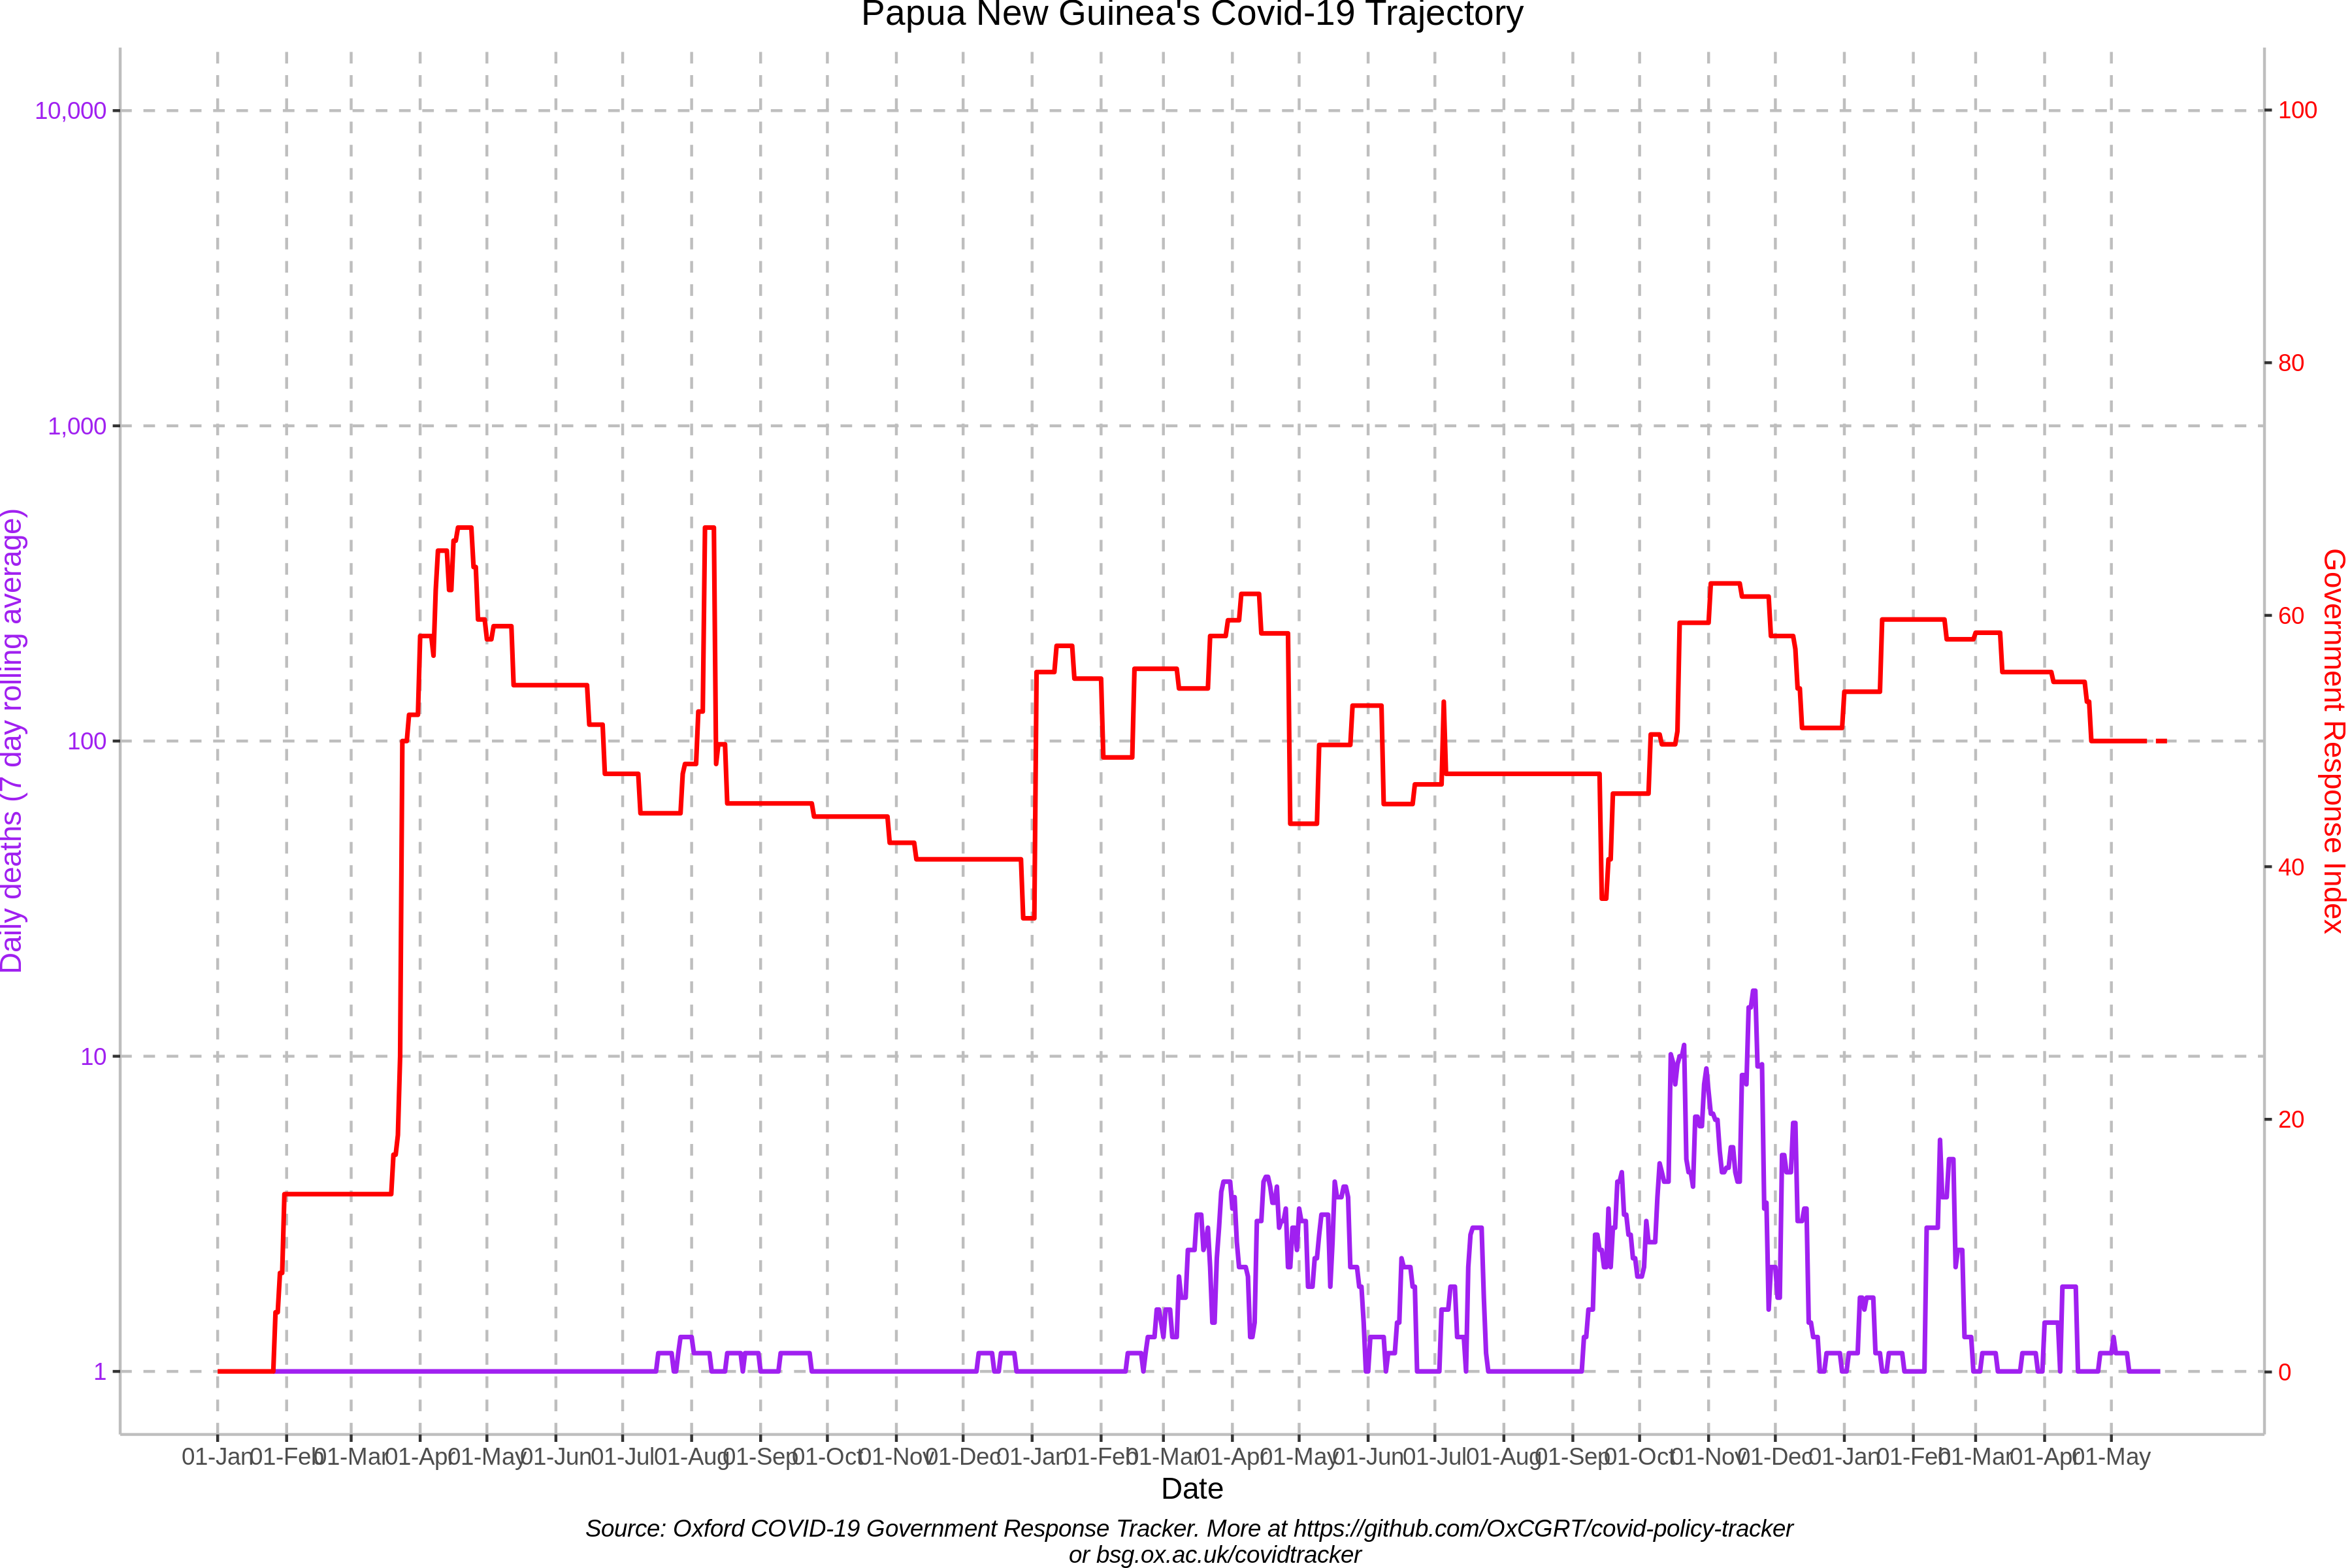 Papua New Guinea's Covid-19 Trajectory
10,000
1,000
100
10
1
Daily deaths (7 day rolling average)
100
80
60
40
20
0
Government Response Index
01-Jan 01-Feb 01-Mar 01-Apr 01-May 01-Jun 01-Jul 01-Aug 01-Sep 01-Oct 01-Nov 01-Dec 01-Jan 01-Feb 01-Mar 01-Apr 01-May 01-Jun 01-Jul 01-Aug 01-Sep 01-Oct 01-Nov 01-Dec 01-Jan 01-Feb 01-Mar 01-Apr 01-May
Date
Source: Oxford COVID-19 Government Response Tracker. More at https://github.com/OxCGRT/covid-policy-tracker
or bsg.ox.ac.uk/covidtracker